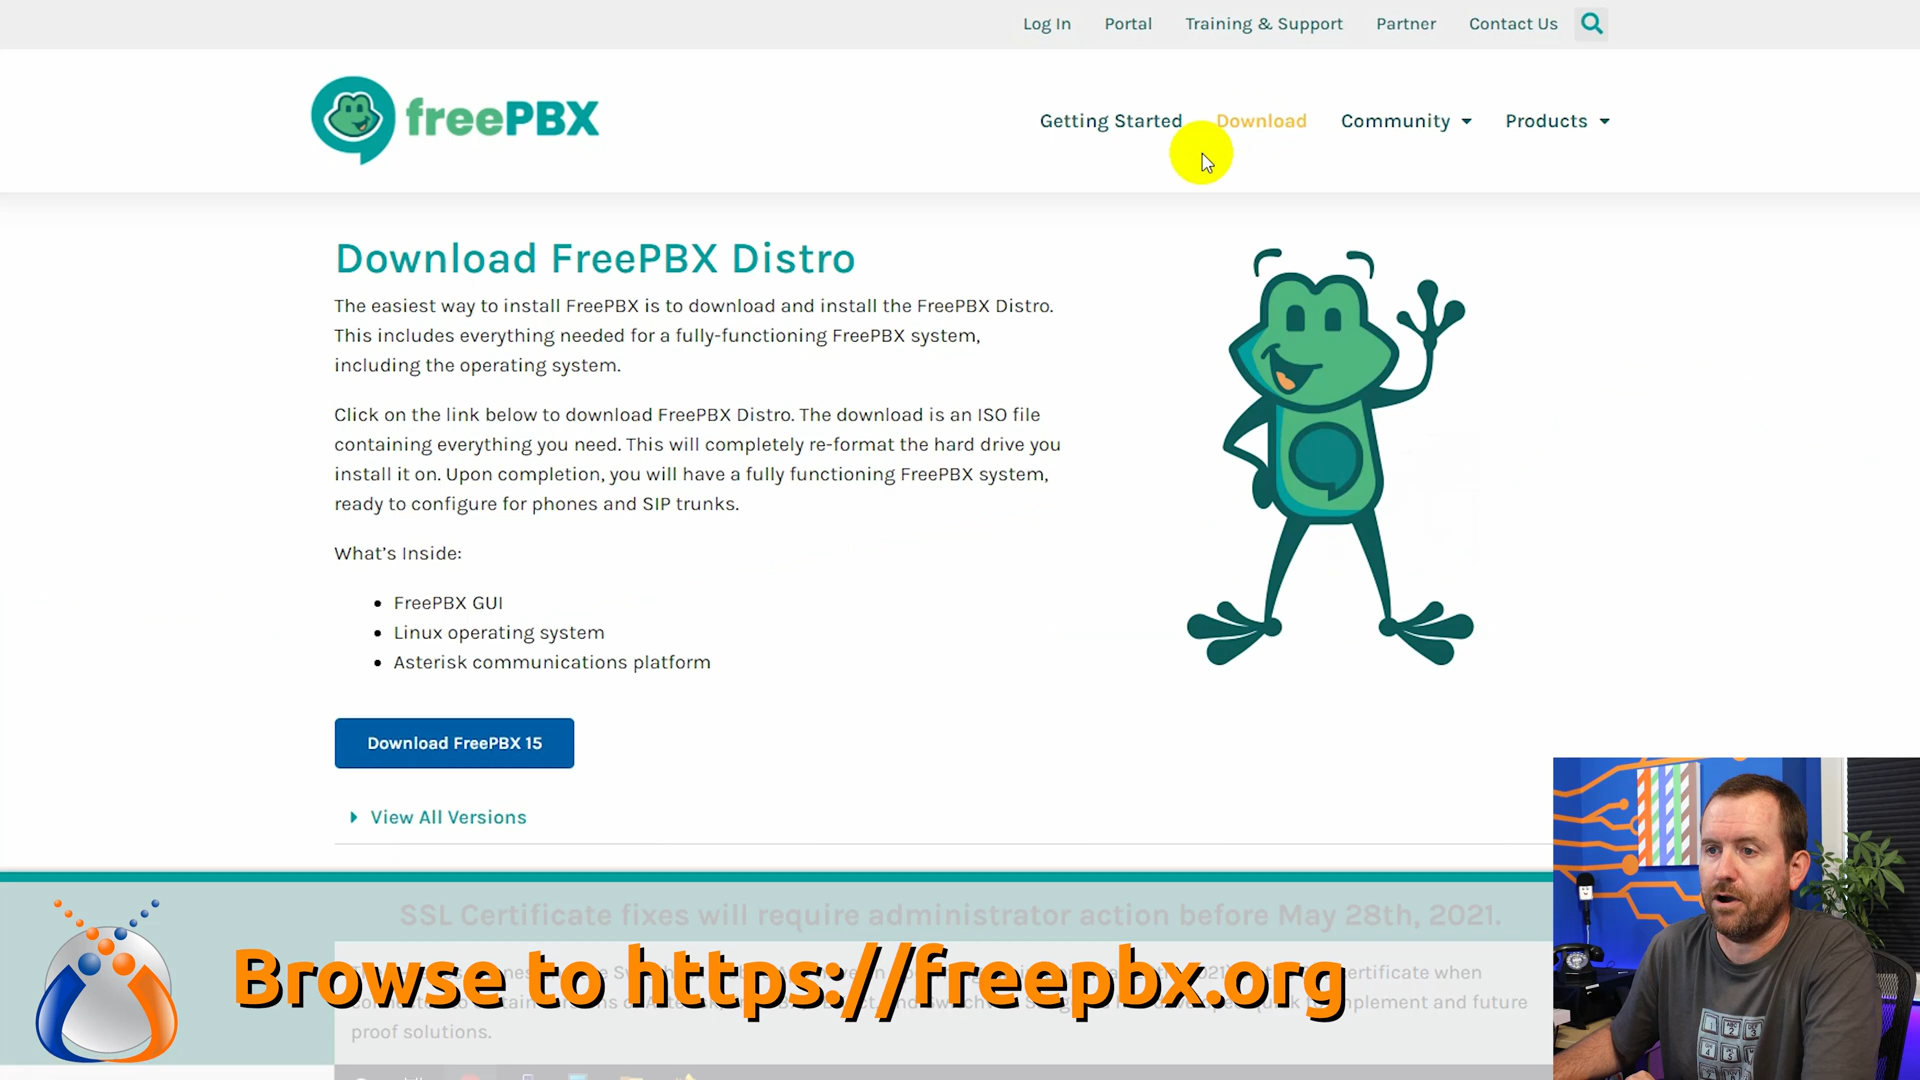 Log In Portal Training & Support Partner Contact Us
freePBX
Getting Started Download Community Products
Download FreePBX Distro
The easiest way to install FreePBX is to download and install the FreePBX Distro.
This includes everything needed for a fully-functioning FreePBX system,
including the operating system.
Click on the link below to download FreePBX Distro. The download is an ISO file
containing everything you need. This will completely re-format the hard drive you
install it on. Upon completion, you will have a fully functioning FreePBX system,
ready to configure for phones and SIP trunks.
What's Inside:
FreePBX GUI
Linux operating system
Asterisk communications platform
Download FreePBX 15
View All Versions
SSL Certificate fixes will require administrator action before May 28th, 2021.
Browse to https://freepbx.org
certificate when
implement and future
proof solutions.